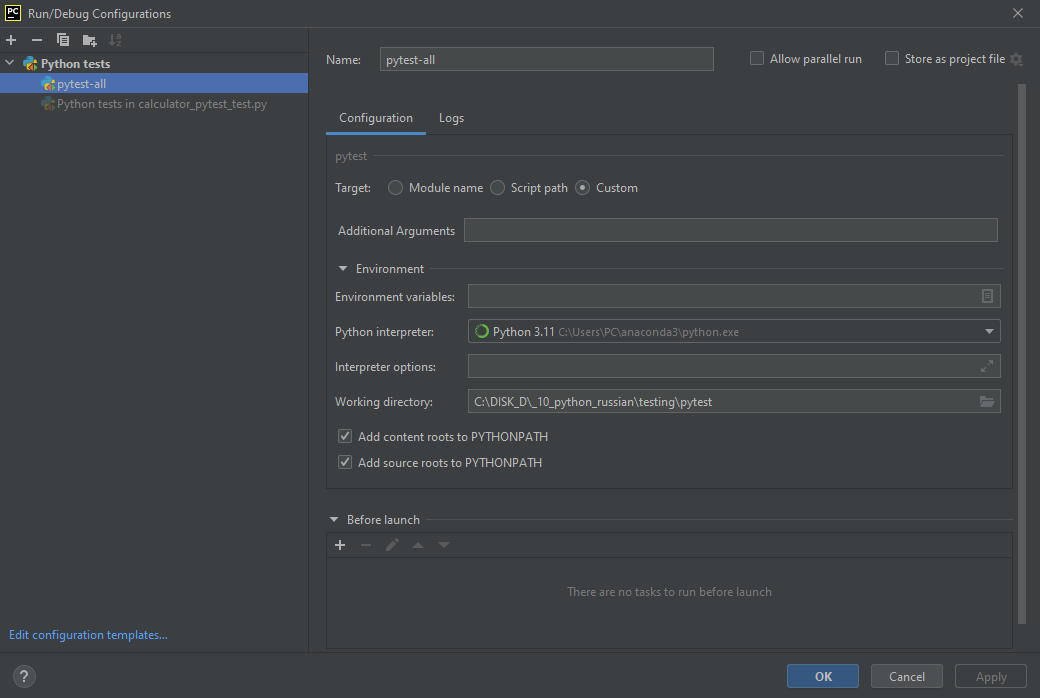 PC Run/Debug Configurations
Python tests
pytest-all
Python tests in calculator_pytest_test.py
Edit configuration templates...
?
Name: pytest-all Allow parallel run Store as project file
Configuration Logs
pytest
Target: Module name Script path Custom
Additional Arguments
Environment
Environment variables:
Python interpreter: Python 3.11 C:\Users\PC\anaconda3\python.exe
Interpreter options:
Working directory: C:\DISK_D\_10_python_russian\testing\pytest
Add content roots to PYTHONPATH
Add source roots to PYTHONPATH
Before launch
There are no tasks to run before launch
OK Cancel Apply